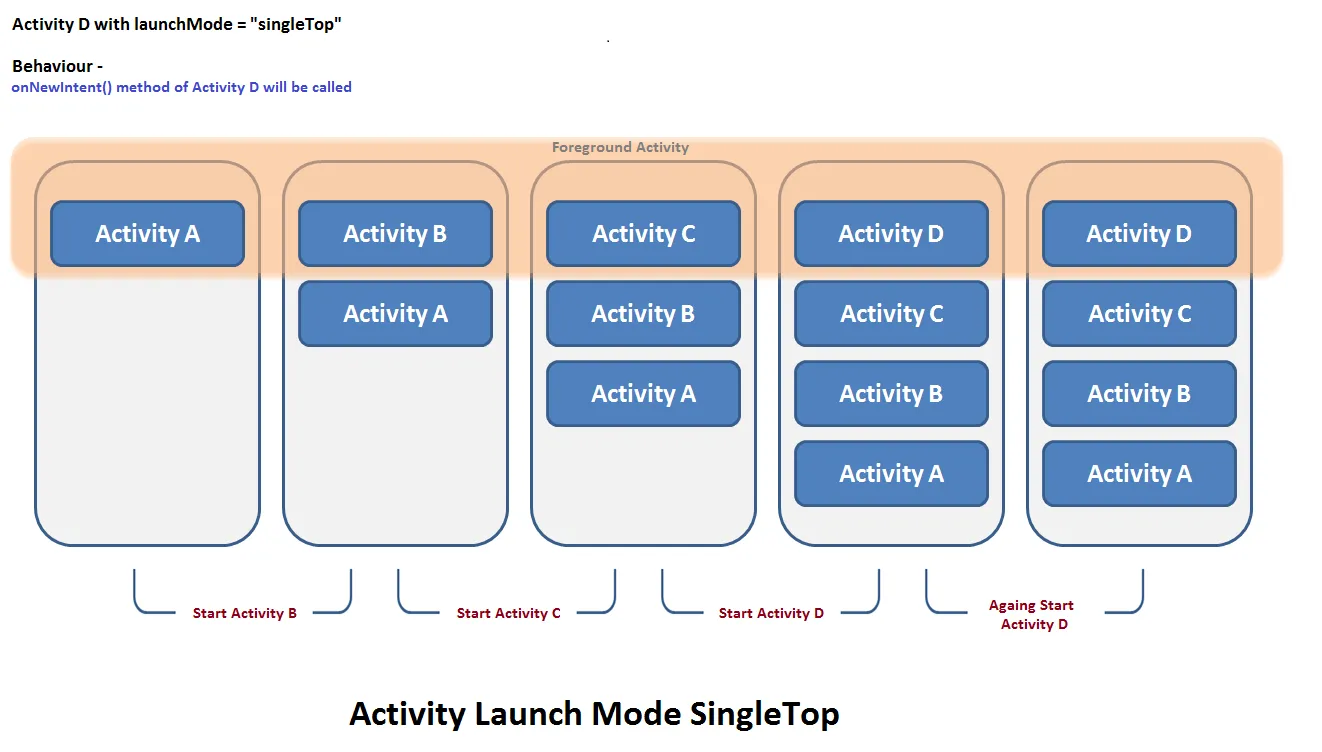 Activity D with launchMode = "singleTop"
.
Behaviour -
onNewIntent() method of Activity D will be called
Foreground Activity
Activity A
Activity B
Activity C
Activity D
Activity D
Activity A
Activity B
Activity C
Activity C
Activity A
Activity B
Activity B
Activity A
Activity A
Start Activity B
Start Activity C
Start Activity D
Againg Start
Activity D
Activity Launch Mode SingleTop